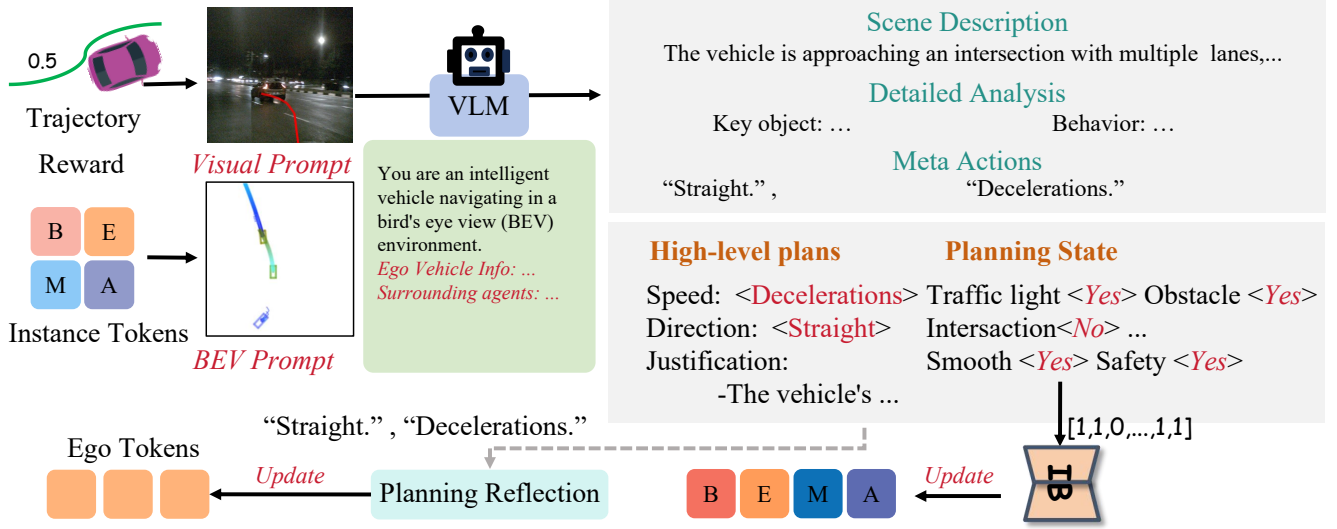 0.5
Trajectory
Reward
Visual Prompt
VLM
B
E
M
A
Instance Tokens
BEV Prompt
You are an intelligent
vehicle navigating in a
bird's eye view (BEV)
environment.
Ego Vehicle Info: ...
Surrounding agents: ...
Scene Description
The vehicle is approaching an intersection with multiple lanes,...
Detailed Analysis
Key object: … Behavior: …
Meta Actions
“Straight.” , “Decelerations.”
High-level plans
Speed: <Decelerations>
Direction: <Straight>
Justification:
-The vehicle's ...
Planning State
Traffic light <Yes> Obstacle <Yes>
Intersaction<No> ...
Smooth <Yes> Safety <Yes>
[1,1,0,...,1,1]
IB
Update
B
E
M
A
“Straight.” , “Decelerations.”
Planning Reflection
Update
Ego Tokens